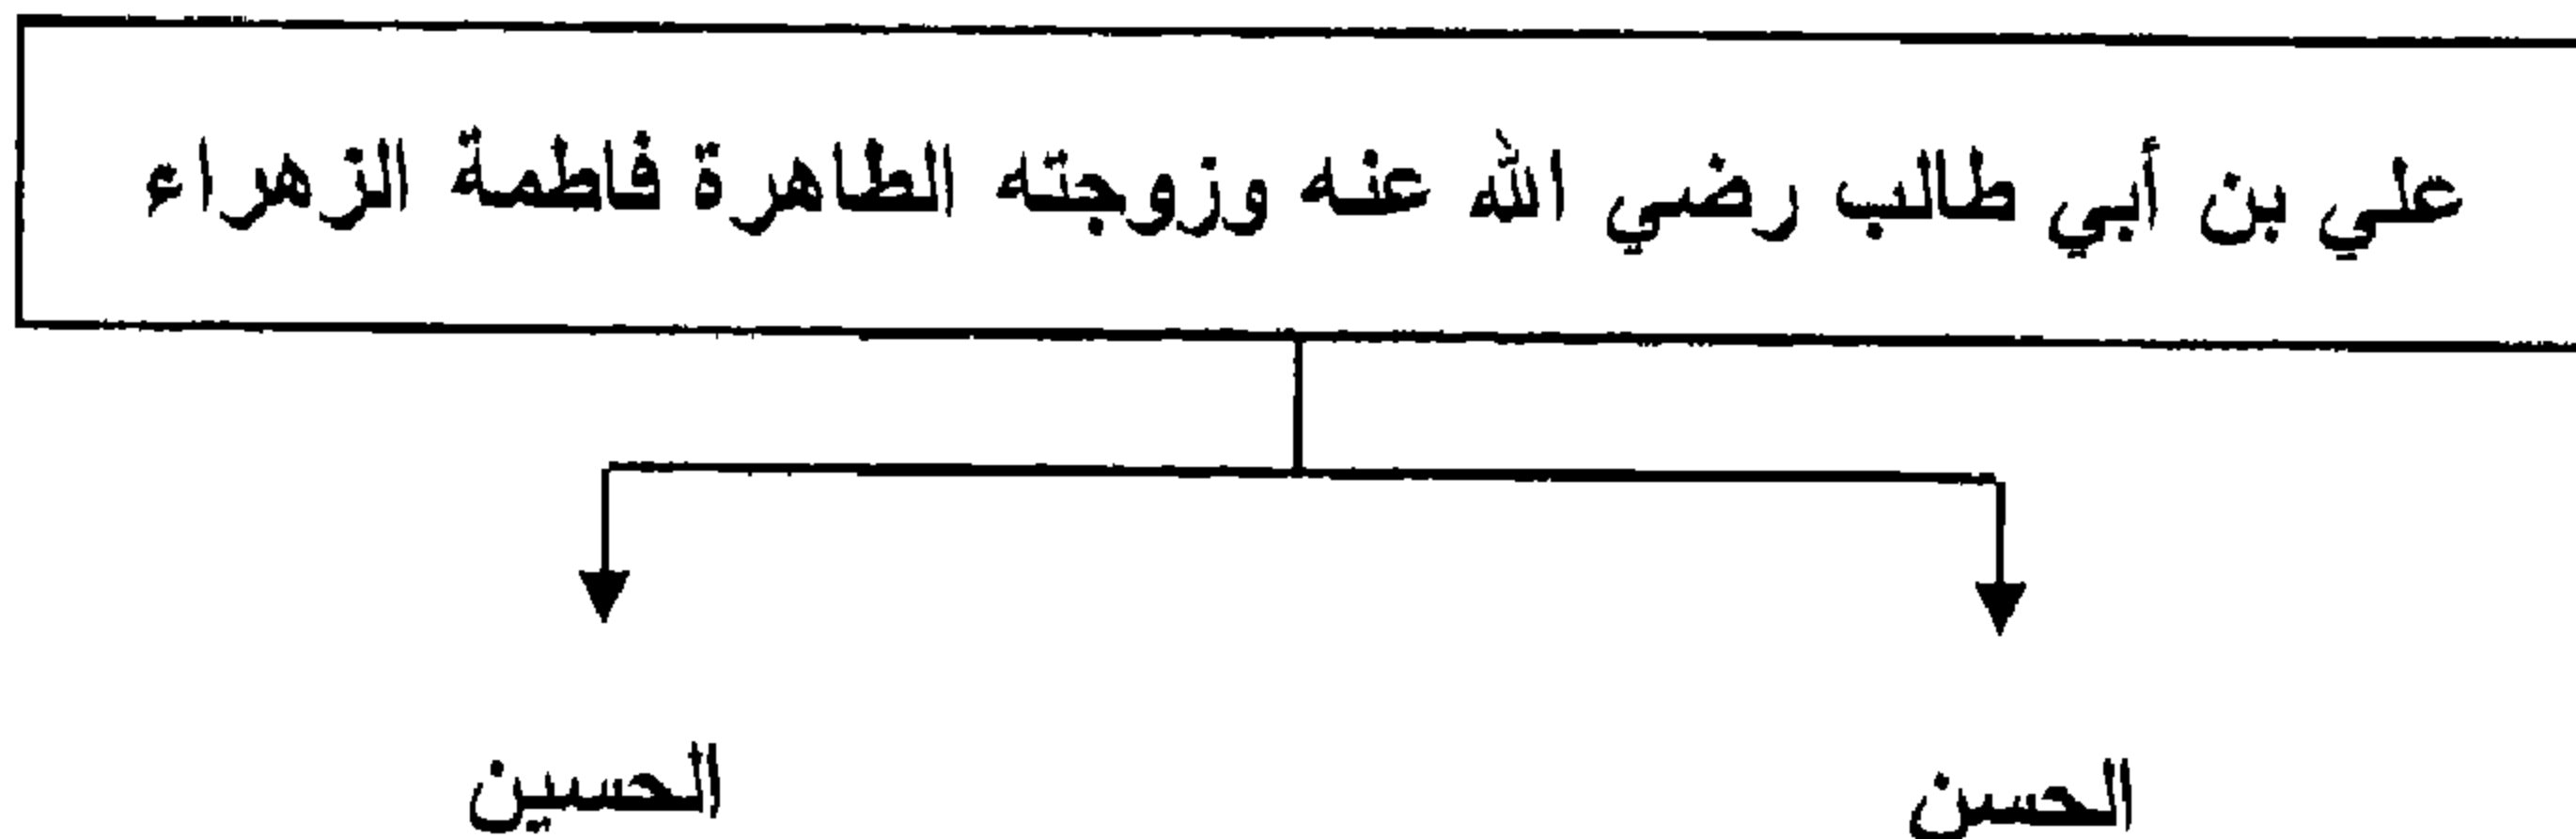 علي بن أبي طالب رضي الله عنه وزوجته الطاهرة فاطمة الزهراء
الحسن
الحسين